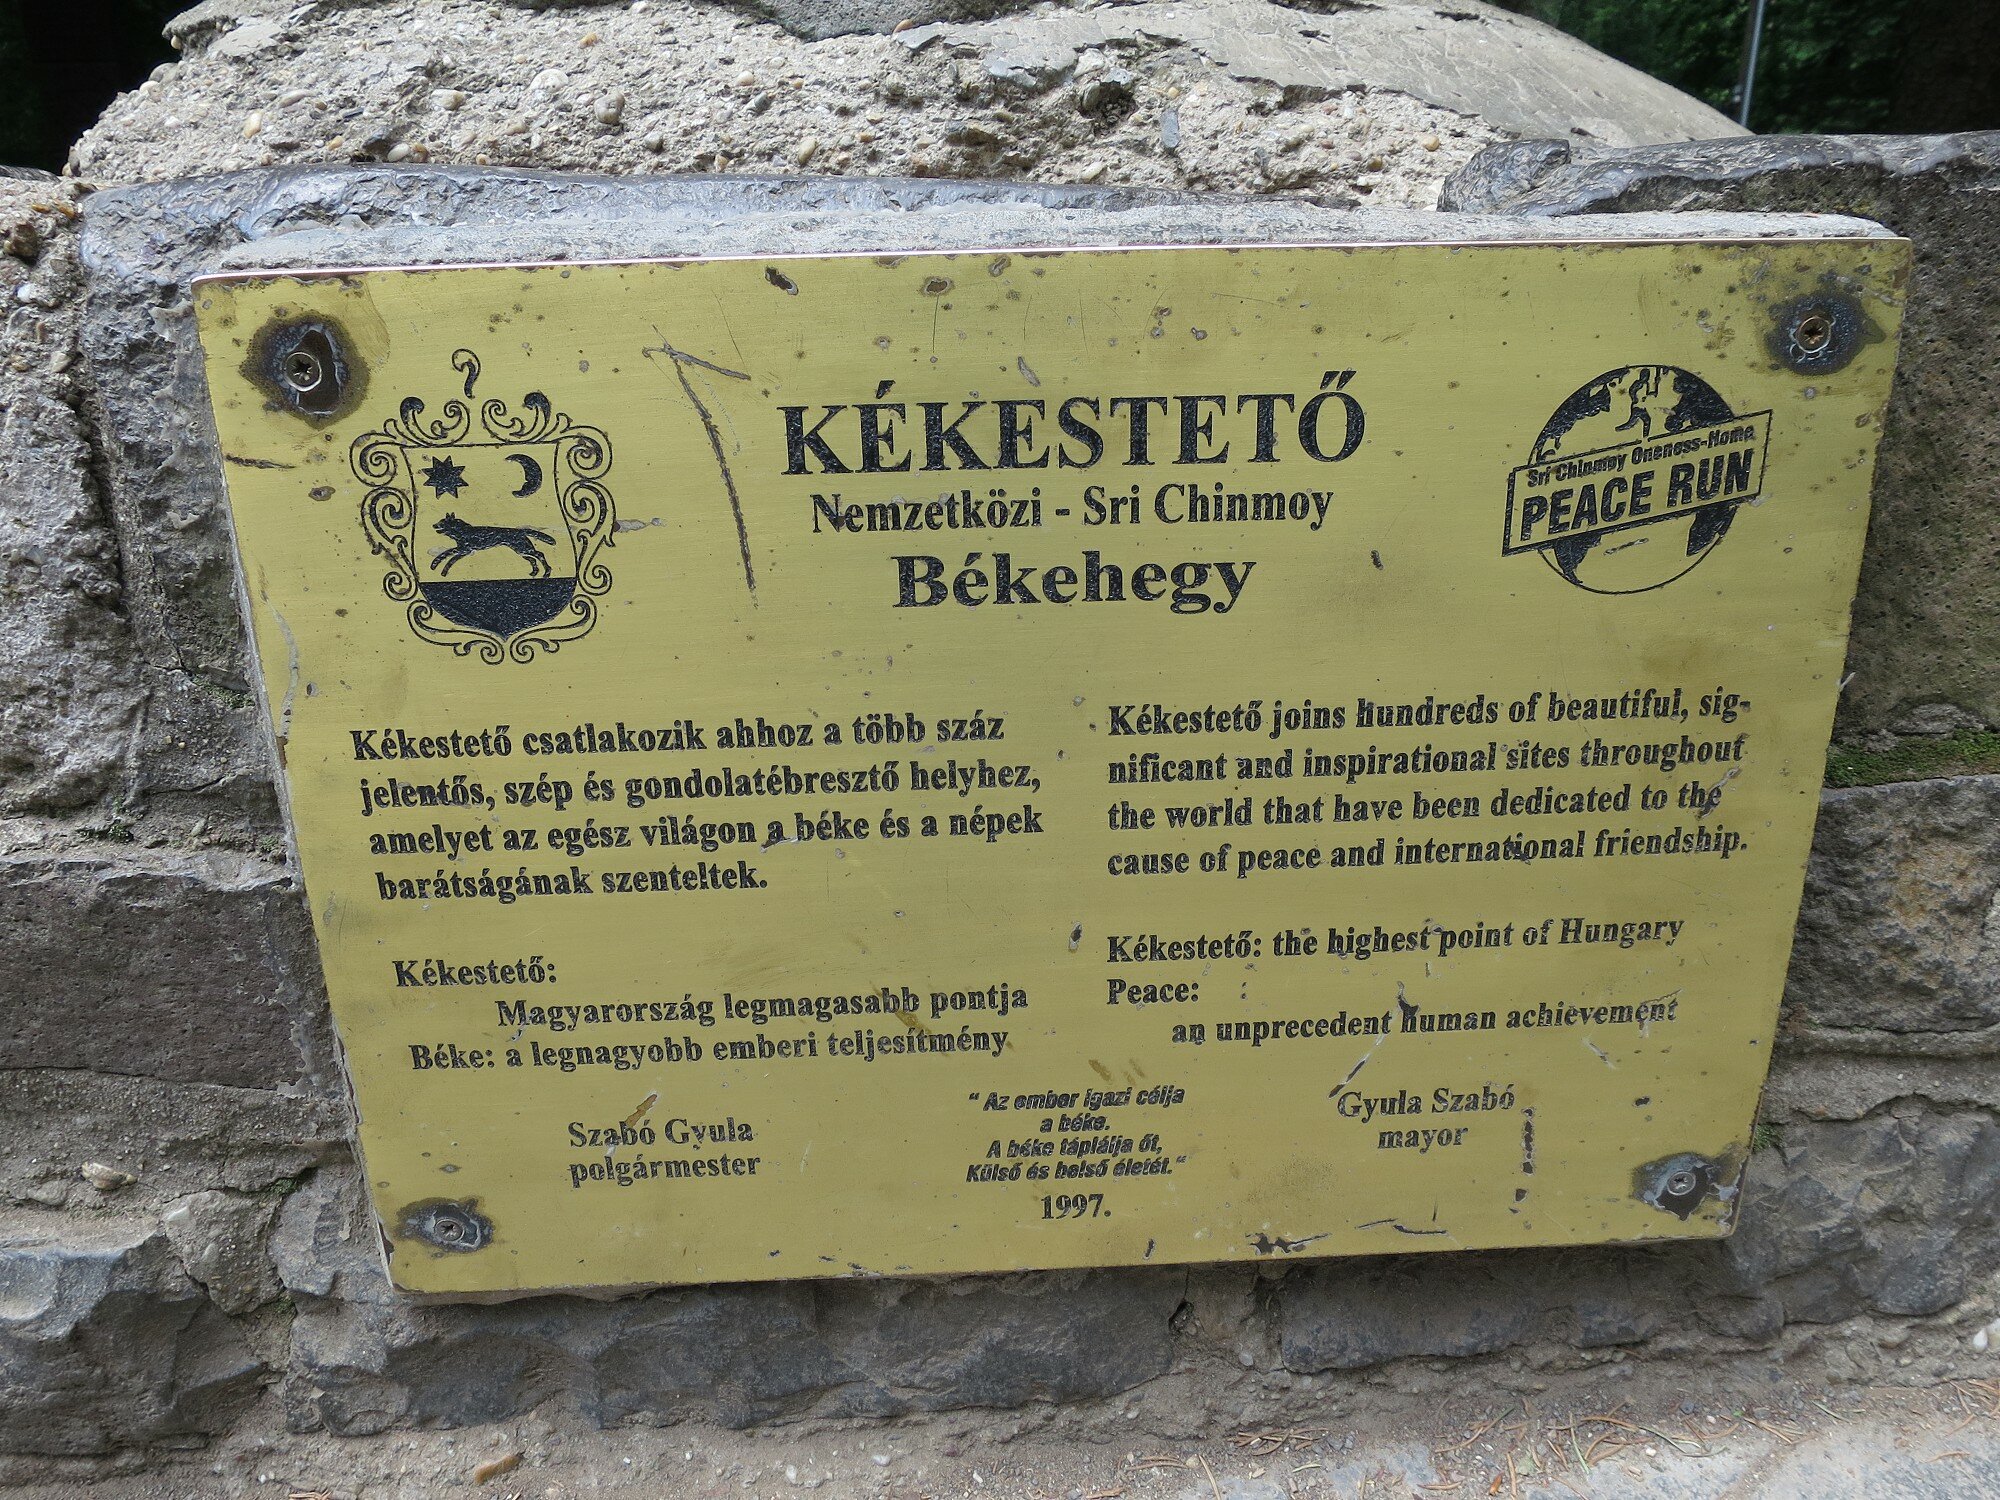 KÉKESTETŐ
Nemzetközi - Sri Chinmoy
Békehegy
Sri Chinmoy Oneness-Home
PEACE RUN
Kékestető csatlakozik ahhoz a több száz
jelentős, szép és gondolatébresztő helyhez,
amelyet az egész világon a béke és a népek
barátságának szenteltek.
Kékestető:
Magyarország legmagasabb pontja
Béke: a legnagyobb emberi teljesítmény
Szabó Gyula
polgármester
Kékestető joins hundreds of beautiful, sig-
nificant and inspirational sites throughout
the world that have been dedicated to the
cause of peace and international friendship.
Kékestető: the highest point of Hungary
Peace:
an unprecedent human achievement
Gyula Szabó
mayor
“ Az ember igazi célja
a béke.
A béke táplálja őt,
Külső és belső életét.“
1997.